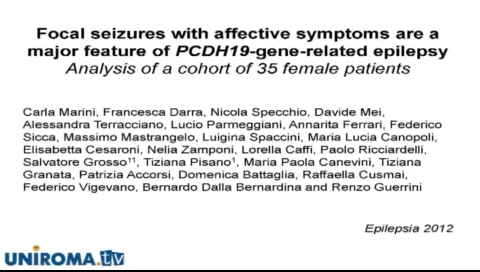 Focal seizures with affective symptoms are a
major feature of PCDH19-gene-related epilepsy
Analysis of a cohort of 35 female patients
Carla Marini, Francesca Darra, Nicola Specchio, Davide Mei,
Alessandra Terracciano, Lucio Parmeggiani, Annarita Ferrari, Federico
Sicca, Massimo Mastrangelo, Luigina Spaccini, Maria Lucia Canopoli,
Elisabetta Cesaroni, Nelia Zamponi, Lorella Caffi, Paolo Ricciardelli,
Salvatore Grosso¹¹, Tiziana Pisano¹, Maria Paola Canevini, Tiziana
Granata, Patrizia Accorsi, Domenica Battaglia, Raffaella Cusmai,
Federico Vigevano, Bernardo Dalla Bernardina and Renzo Guerrini
Epilepsia 2012
UNIROMA.tv